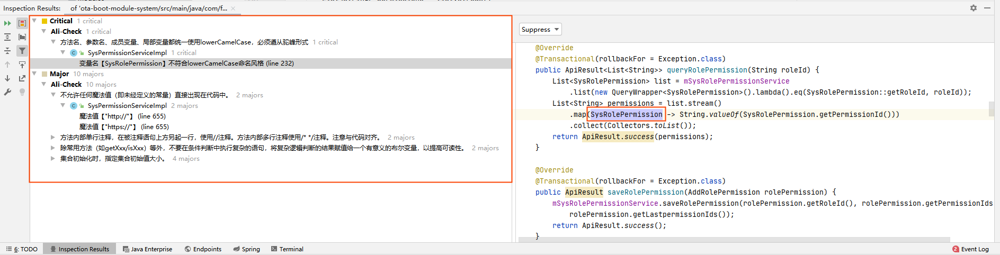 Inspection Results:
of 'ota-boot-module-system/src/main/java/com/f...
Critical 1 critical
Ali-Check 1 critical
方法名、参数名、成员变量、局部变量都统一使用lowerCamelCase，必须遵从驼峰形式 1 critical
SysPermissionServiceImpl 1 critical
变量名【SysRolePermission】不符合lowerCamelCase命名风格 (line 232)
Major 10 majors
Ali-Check 10 majors
不允许任何魔法值（即未经定义的常量）直接出现在代码中。 2 majors
SysPermissionServiceImpl 2 majors
魔法值【"http://"】 (line 655)
魔法值【"https://"】 (line 655)
方法内部单行注释，在被注释语句上方另起一行，使用//注释。方法内部多行注释使用/* */注释。注意与代码对齐。 2 majors
除常用方法（如getXxx/isXxx）等外，不要在条件判断中执行复杂的语句，将复杂逻辑判断的结果赋值给一个有意义的布尔变量，以提高可读性。 2 majors
集合初始化时，指定集合初始值大小。 4 majors
Suppress
@Override
@Transactional(rollbackFor = Exception.class)
public ApiResult<List<String>> queryRolePermission(String roleId) {
List<SysRolePermission> list = mSysRolePermissionService
.list(new QueryWrapper<SysRolePermission>().lambda().eq(SysRolePermission::getRoleId, roleId));
List<String> permissions = list.stream()
.map(SysRolePermission -> String.valueOf(SysRolePermission.getPermissionId()))
.collect(Collectors.toList());
return ApiResult.success(permissions);
}
@Override
@Transactional(rollbackFor = Exception.class)
public ApiResult saveRolePermission(AddRolePermission rolePermission) {
mSysRolePermissionService.saveRolePermission(rolePermission.getRoleId(), rolePermission.getPermissionIds
rolePermission.getLastpermissionIds());
return ApiResult.success();
}
6: TODO
Inspection Results
Java Enterprise
Endpoints
Spring
Terminal
2 Event Log